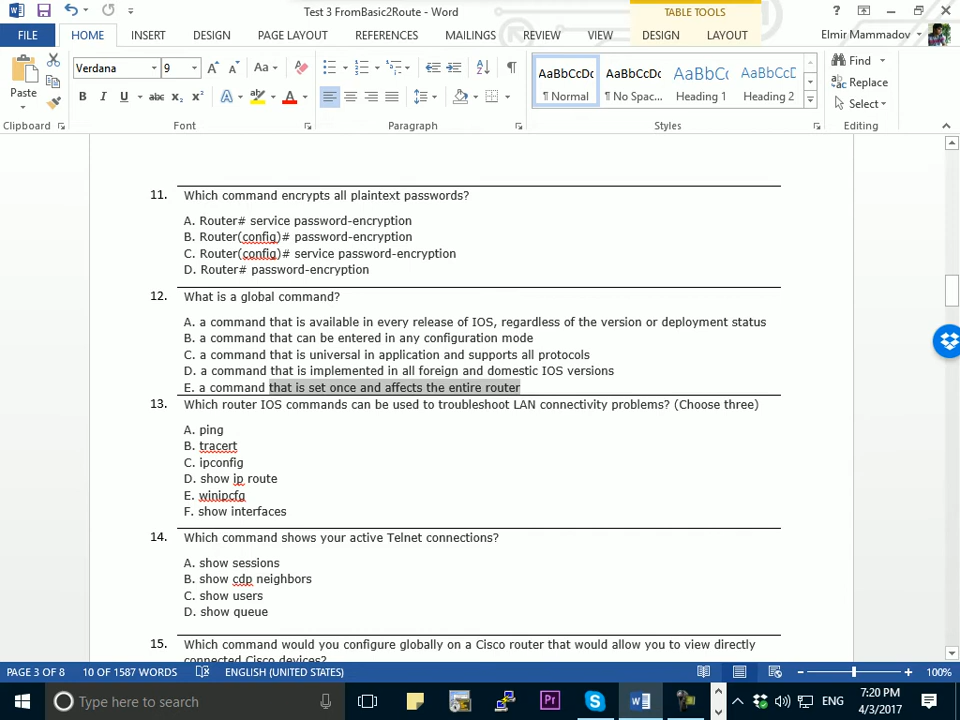 Test 3 FromBasic2Route - Word
TABLE TOOLS
FILE
HOME
INSERT
DESIGN
PAGE LAYOUT
REFERENCES
MAILINGS
REVIEW
VIEW
DESIGN
LAYOUT
Elmir Mammadov
Paste
Verdana
9
Aa
B I U abc x₂ x²
AaBbCcDc
¶ Normal
AaBbCcDc
¶ No Spac...
AaBbC
Heading 1
AaBbCcD
Heading 2
Find
Replace
Select
Clipboard
Font
Paragraph
Styles
Editing
11. Which command encrypts all plaintext passwords?
A. Router# service password-encryption
B. Router(config)# password-encryption
C. Router(config)# service password-encryption
D. Router# password-encryption
12. What is a global command?
A. a command that is available in every release of IOS, regardless of the version or deployment status
B. a command that can be entered in any configuration mode
C. a command that is universal in application and supports all protocols
D. a command that is implemented in all foreign and domestic IOS versions
E. a command that is set once and affects the entire router
13. Which router IOS commands can be used to troubleshoot LAN connectivity problems? (Choose three)
A. ping
B. tracert
C. ipconfig
D. show ip route
E. winipcfg
F. show interfaces
14. Which command shows your active Telnet connections?
A. show sessions
B. show cdp neighbors
C. show users
D. show queue
15. Which command would you configure globally on a Cisco router that would allow you to view directly
connected Cisco devices?
PAGE 3 OF 8
10 OF 1587 WORDS
ENGLISH (UNITED STATES)
100%
Type here to search
ENG
7:20 PM
4/3/2017